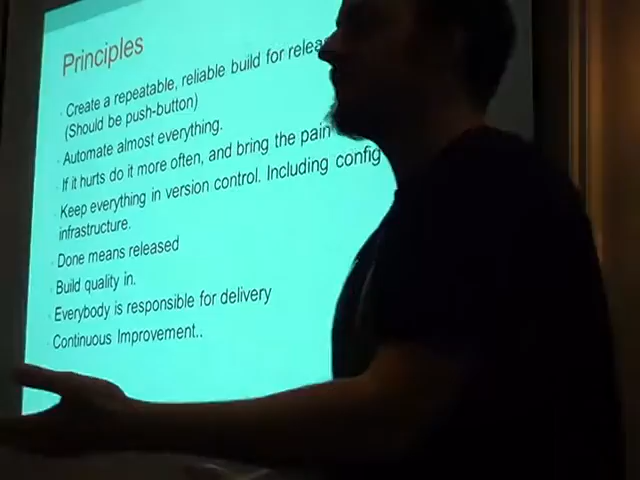 Principles
Create a repeatable, reliable build for
(Should be push-button)
Automate almost everything.
If it hurts do it more often, and bring the pain
Keep everything in version control. Including config
infrastructure.
Done means released
Build quality in.
Everybody is responsible for delivery
Continuous Improvement..